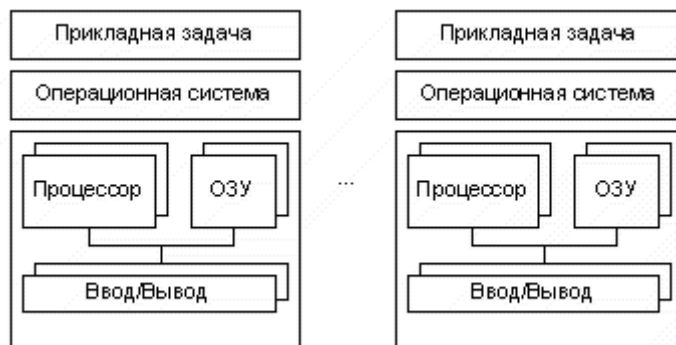 Прикладная задача
Операционная система
Процессор
ОЗУ
Ввод/Вывод
...
Прикладная задача
Операционная система
Процессор
ОЗУ
Ввод/Вывод